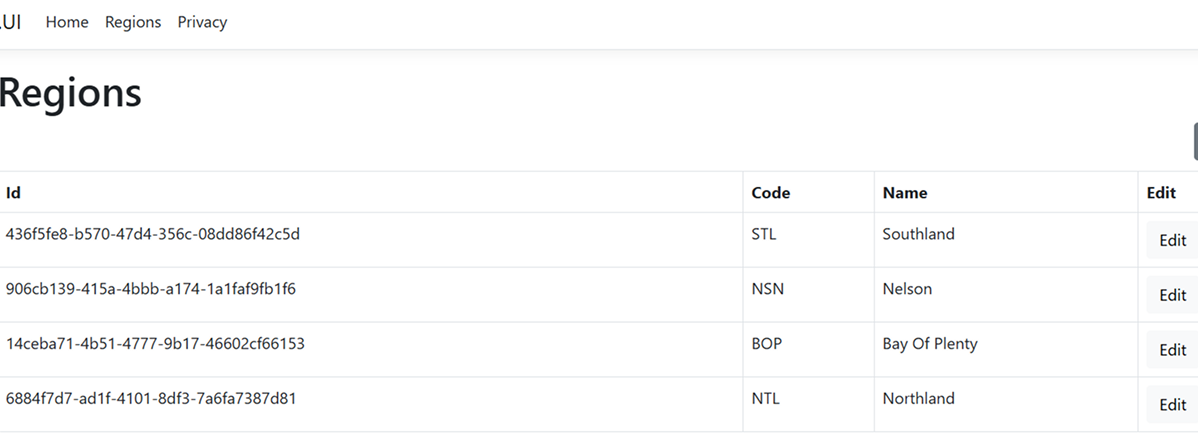 .UI Home Regions Privacy
Regions
Id Code Name Edit
436f5fe8-b570-47d4-356c-08dd86f42c5d STL Southland Edit
906cb139-415a-4bbb-a174-1a1faf9fb1f6 NSN Nelson Edit
14ceba71-4b51-4777-9b17-46602cf66153 BOP Bay Of Plenty Edit
6884f7d7-ad1f-4101-8df3-7a6fa7387d81 NTL Northland Edit